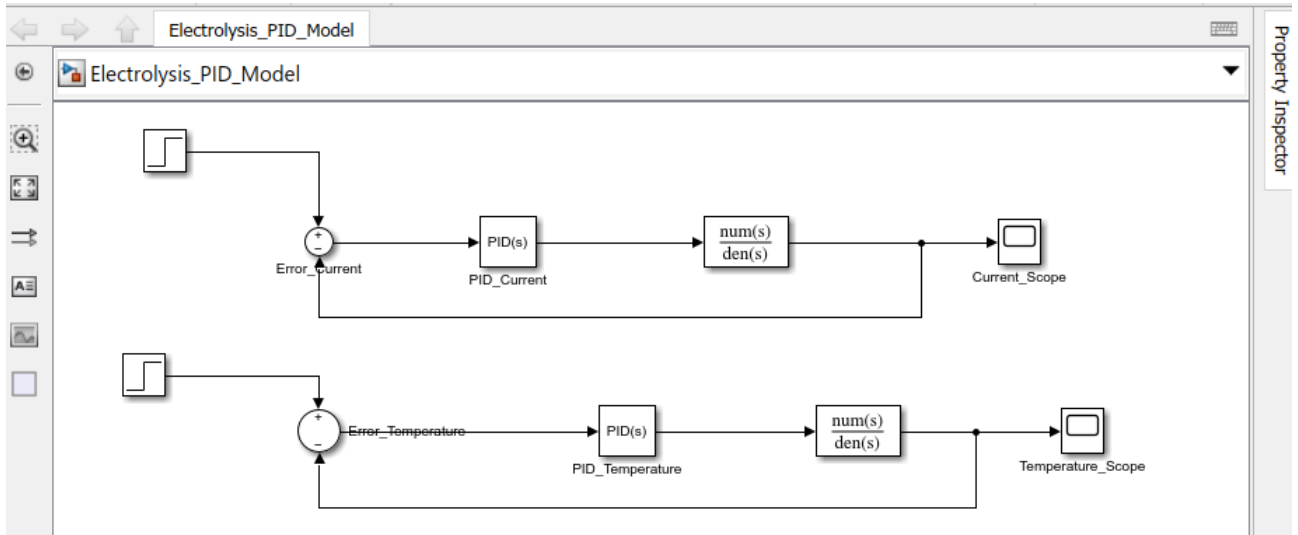 Electrolysis_PID_Model
Electrolysis_PID_Model
Property Inspector
+
−
Error_Current
PID(s)
PID_Current
num(s)
den(s)
Current_Scope
+
−
Error_Temperature
PID(s)
PID_Temperature
num(s)
den(s)
Temperature_Scope